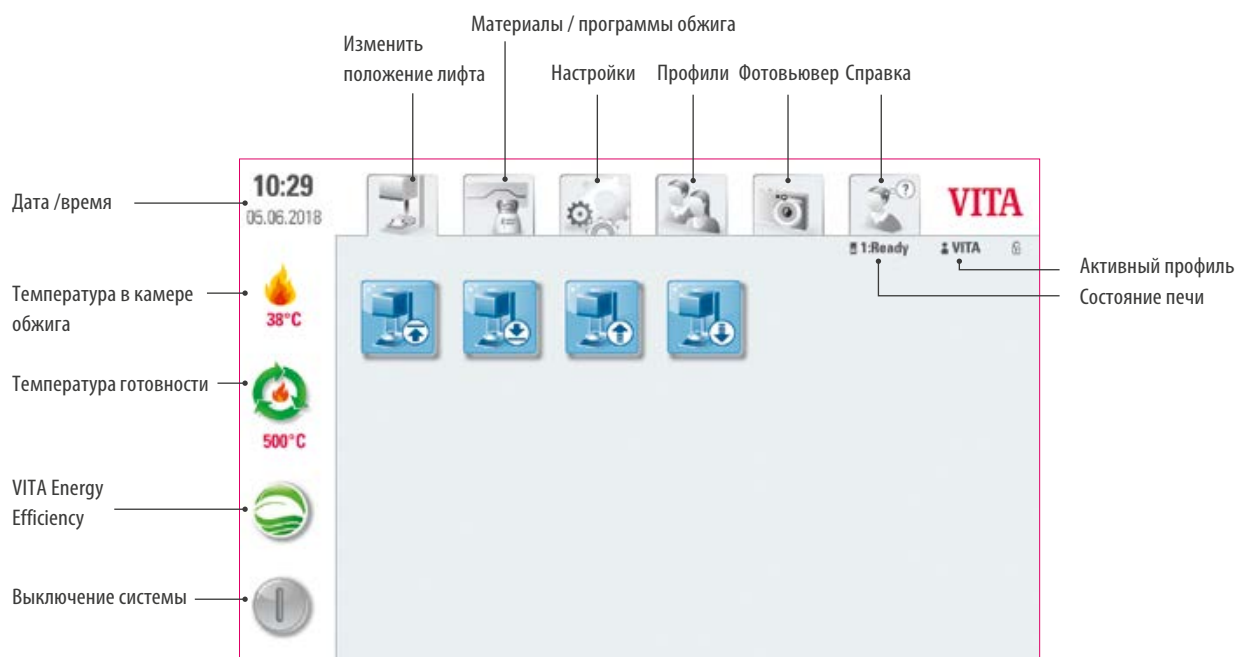 Материалы / программы обжига
Изменить
положение лифта
Настройки
Профили
Фотовьювер
Справка
Дата /время
10:29
05.06.2018
?
VITA
1:Ready
VITA
Активный профиль
Состояние печи
Температура в камере
обжига
38°C
Температура готовности
500°C
VITA Energy
Efficiency
Выключение системы